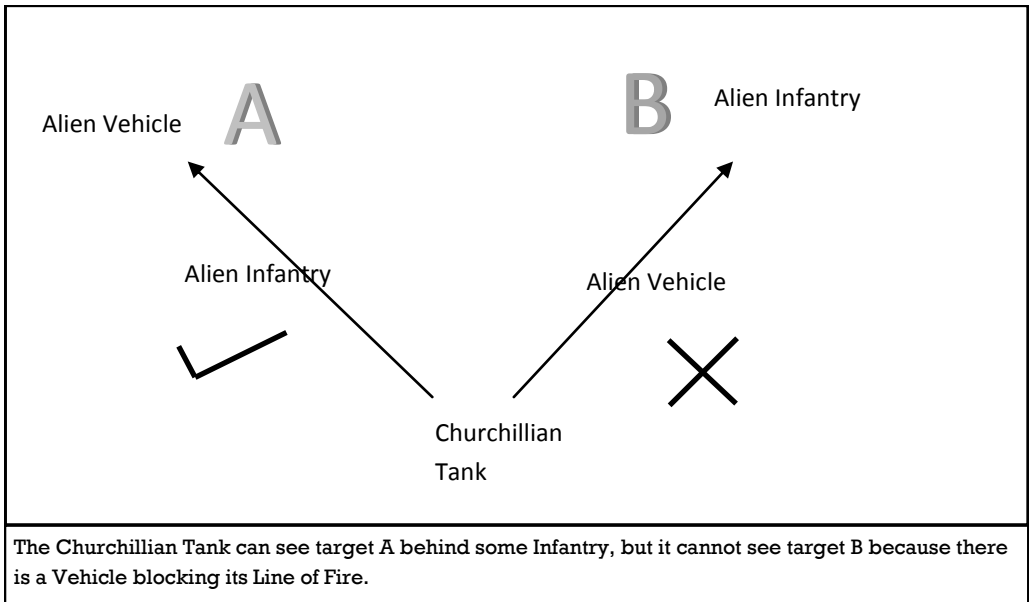 A
B
Alien Infantry
Alien Vehicle
Alien Infantry
Alien Vehicle
Churchillian
Tank
The Churchillian Tank can see target A behind some Infantry, but it cannot see target B because there
is a Vehicle blocking its Line of Fire.